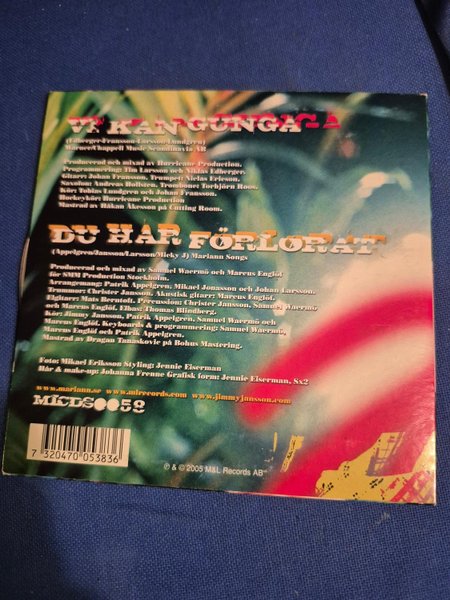 VI KAN GUNGA
(Edberger-Fransson-Larsson-Lundgren)
Warner/Chappell Music Scandinavia AB
Producerad och mixad av Hurricane Production.
Programmering: Tim Larsson och Niklas Edberger.
Gitarr: Johan Fransson, Trumpet: Niclas Ericson.
Saxofon: Andreas Hollsten, Trombone: Torbjörn Roos.
Kör Tobias Lundgren och Johan Fransson.
Hockeykör: Hurricane Production
Mastrad av Håkan Åkesson på Cutting Room.
DU HAR FÖRLORAT
(Appelgren/Jansson/Larsson/Micky J) Mariann Songs
Producerad och mixad av Samuel Waermö och Marcus Englöf
för SMM Production Stockholm.
Arrangemang: Patrik Appelgren, Mikael Jonasson och Johan Larsson.
Trummor: Christer Jansson. Akustisk gitarr: Marcus Englöf.
Elgitarr: Mats Berntoft. Percussion: Christer Jansson, Samuel Waermö
och Marcus Englöf. Elbas: Thomas Blindberg.
Kör: Jimmy Jansson, Patrik Appelgren, Samuel Waermö och
Marcus Englöf. Keyboards & programmering: Samuel Waermö,
Marcus Englöf och Patrik Appelgren.
Mastrad av Dragan Tanaskovic på Bohus Mastering.
Foto: Mikael Eriksson Styling: Jennie Eiserman
Hår & make-up: Johanna Frenne Grafisk form: Jennie Eiserman, Sx2
www.mariann.se www.mlrecords.com www.jimmyjansson.com
MlCDS0052
7 320470 053836
℗ & © 2005 M&L Records AB